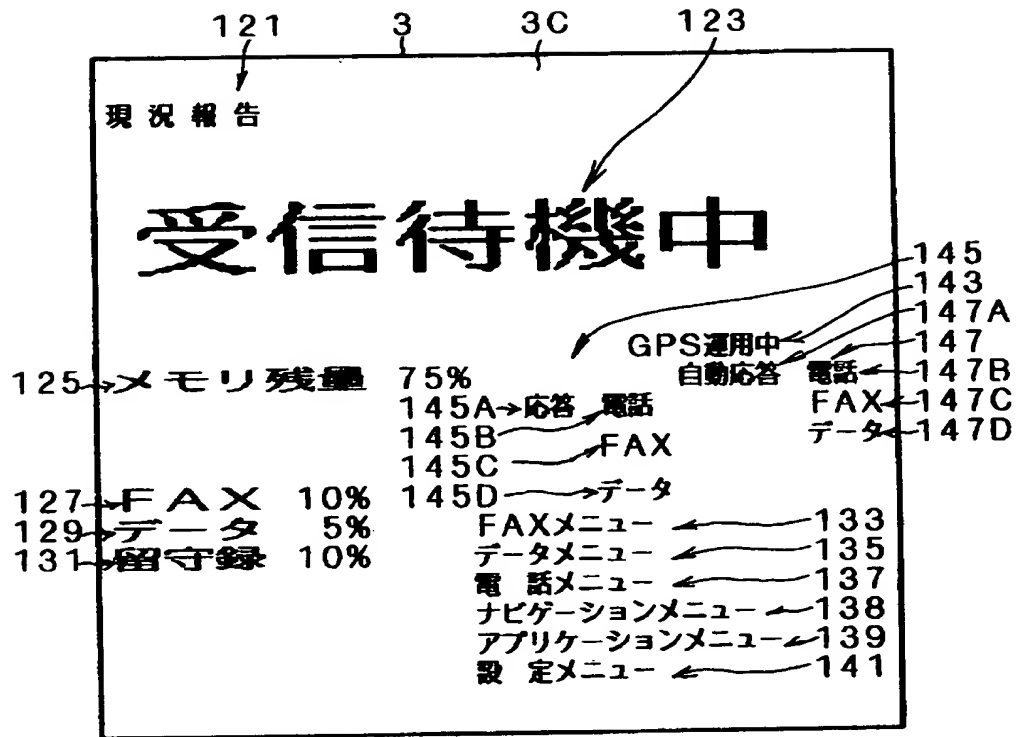 121 3 3C 123
現況報告
受信待機中
145
143
GPS運用中 147A
147
自動応答 電話 147B
125 メモリ残量 75%
145A 応答 電話 FAX 147C
145B データ 147D
145C FAX
127 FAX 10% 145D データ
129 データ 5% FAXメニュー 133
131 留守録 10% データメニュー 135
電話メニュー 137
ナビゲーションメニュー 138
アプリケーションメニュー 139
設定メニュー 141